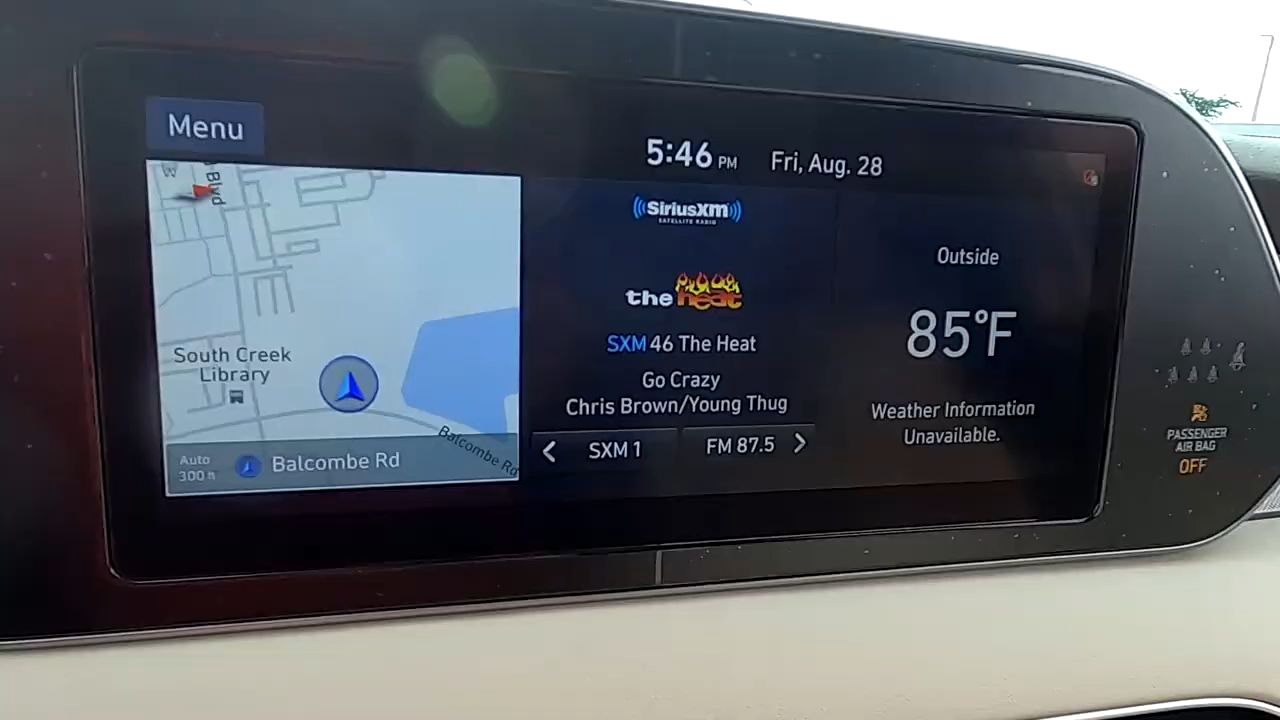 Menu
5:46 PM
Fri, Aug. 28
W
Blvd
South Creek
Library
Balcombe Rd
Auto
300 ft
Balcombe Rd
SiriusXM
SATELLITE RADIO
the heat
SXM 46 The Heat
Go Crazy
Chris Brown/Young Thug
SXM 1
FM 87.5
Outside
85°F
Weather Information
Unavailable.
PASSENGER
AIR BAG
OFF